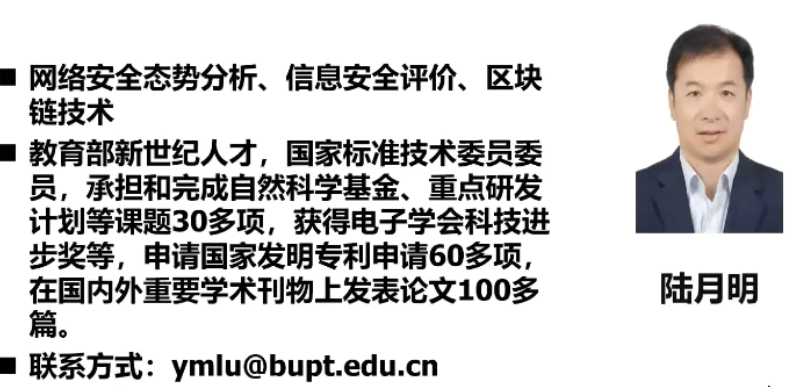 ■ 网络安全态势分析、信息安全评价、区块
链技术
■ 教育部新世纪人才，国家标准技术委员委
员，承担和完成自然科学基金、重点研发
计划等课题30多项，获得电子学会科技进
步奖等，申请国家发明专利申请60多项，
在国内外重要学术刊物上发表论文100多
篇。
■ 联系方式：ymlu@bupt.edu.cn
陆月明